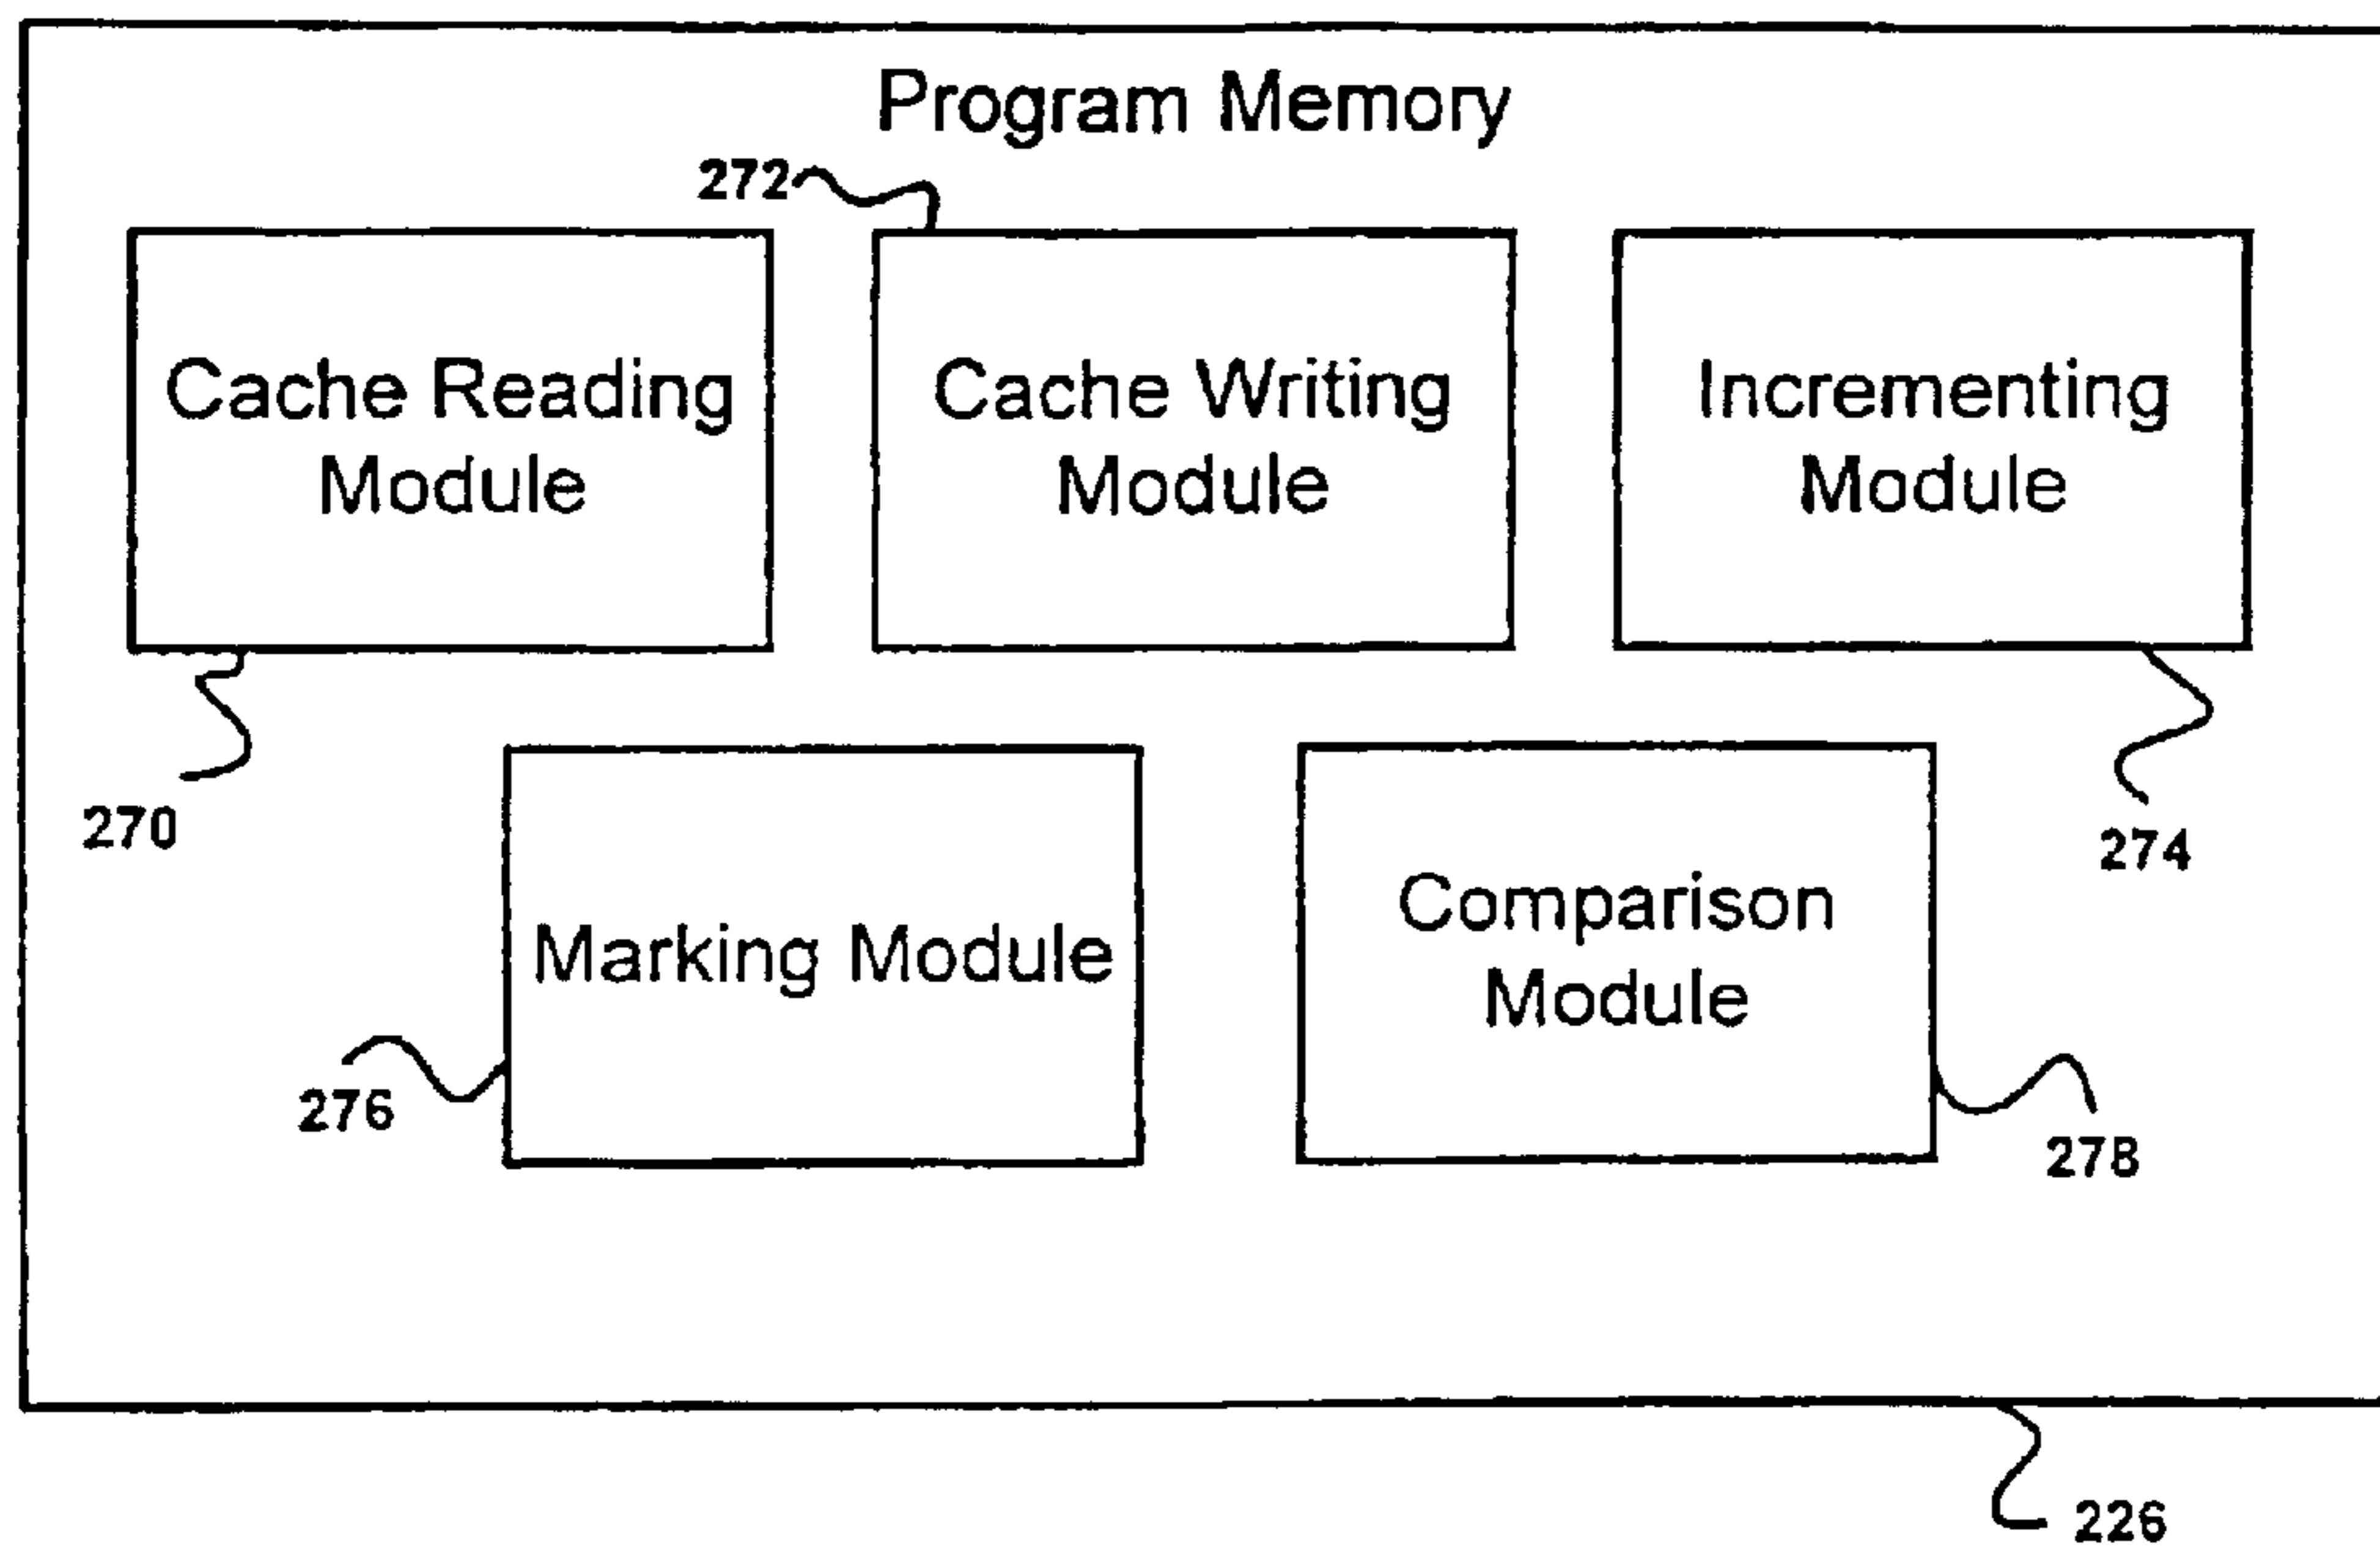 Program Memory
272
Cache Reading
Module
Cache Writing
Module
Incrementing
Module
270
274
Marking Module
Comparison
Module
276
278
226